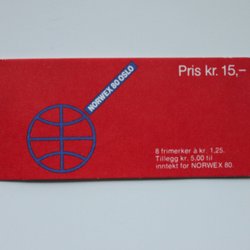 Pris kr. 15,–
NORWEX 80 OSLO
8 frimerker à kr. 1,25.
Tillegg kr. 5,00 til
inntekt for NORWEX 80.